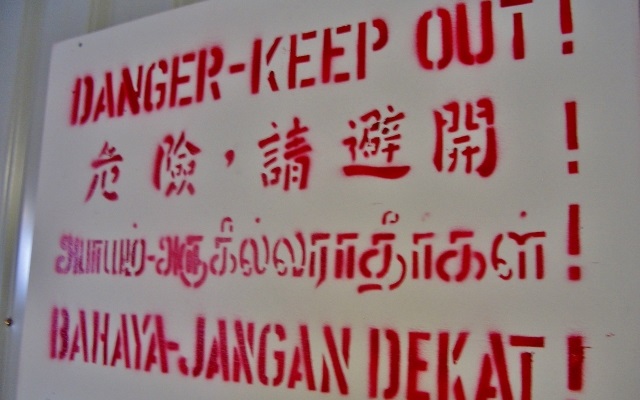 DANGER-KEEP OUT!
危險，請避開！
அபாயம்-அருகில்வராதீர்கள்!
BAHAYA-JANGAN DEKAT!